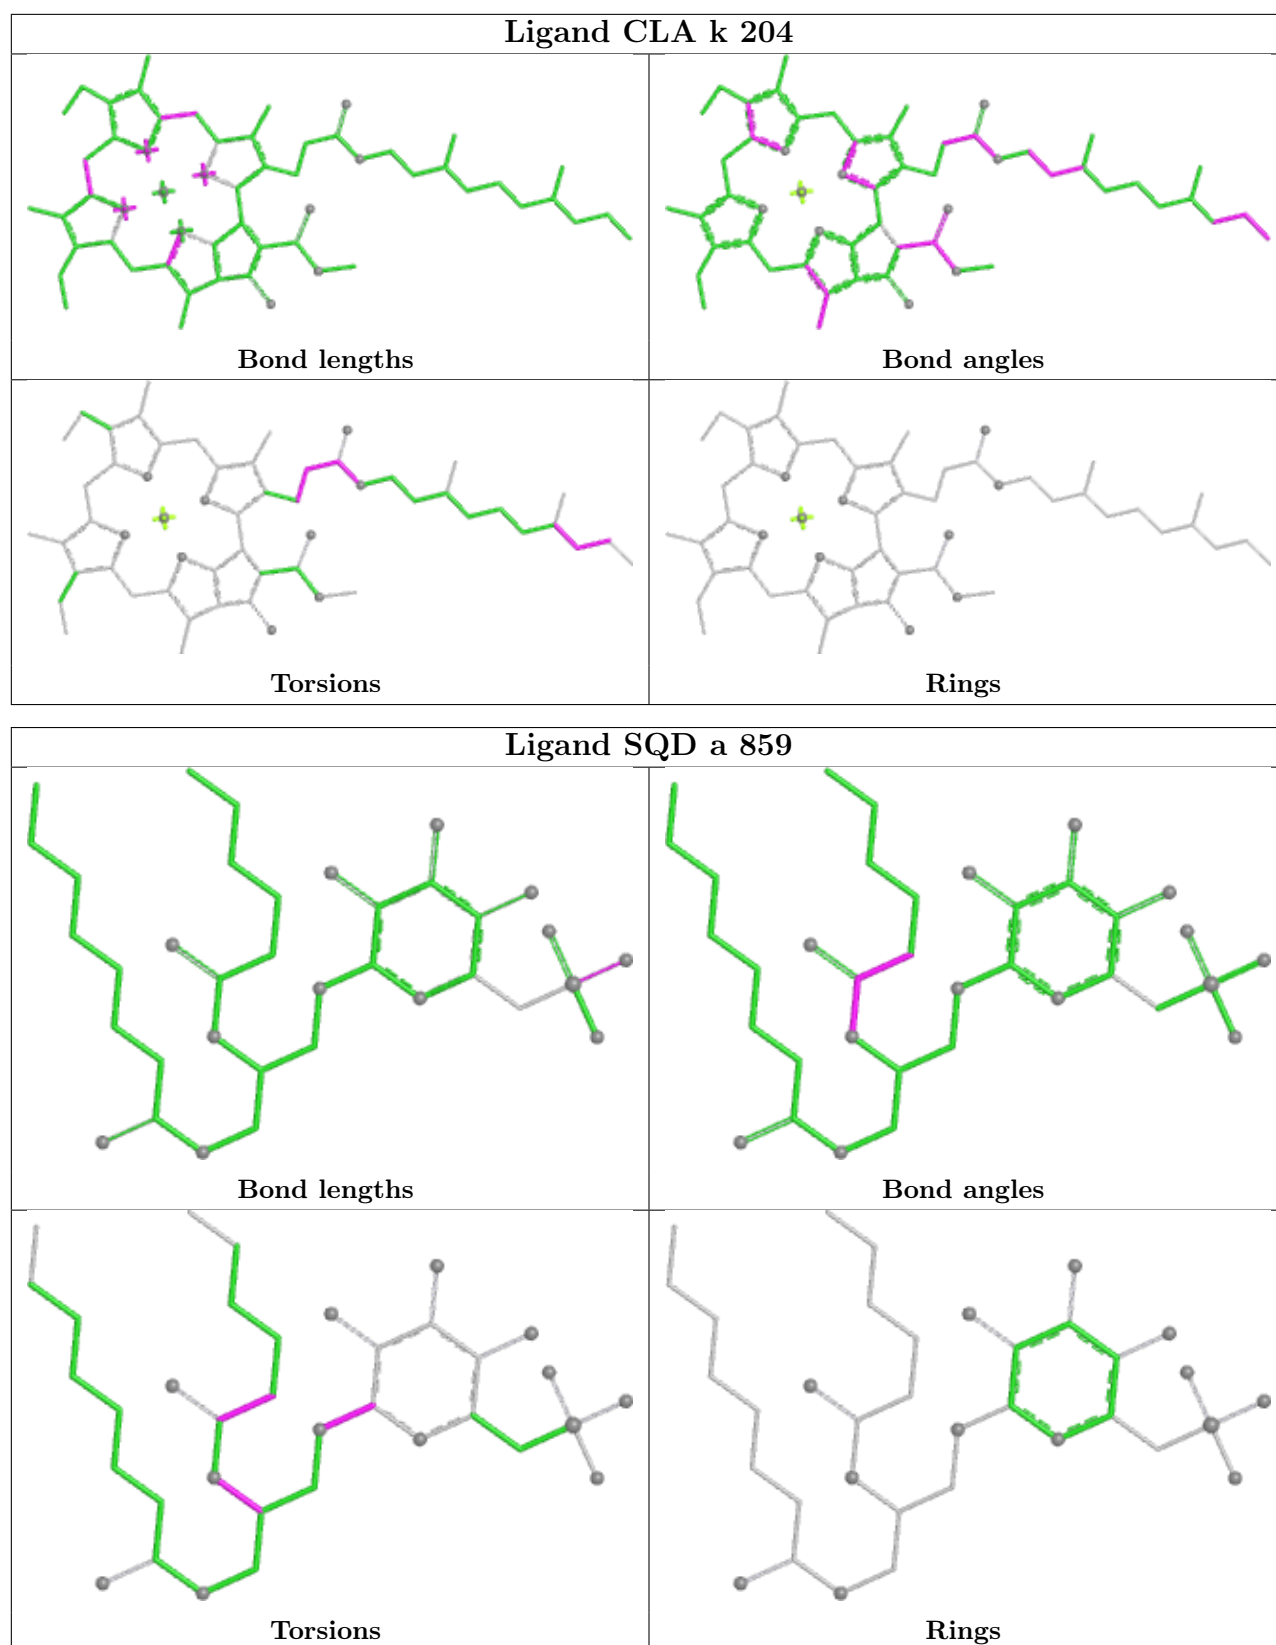 Ligand CLA k 204
Bond lengths
Bond angles
Torsions
Rings
Ligand SQD a 859
Bond lengths
Bond angles
Torsions
Rings